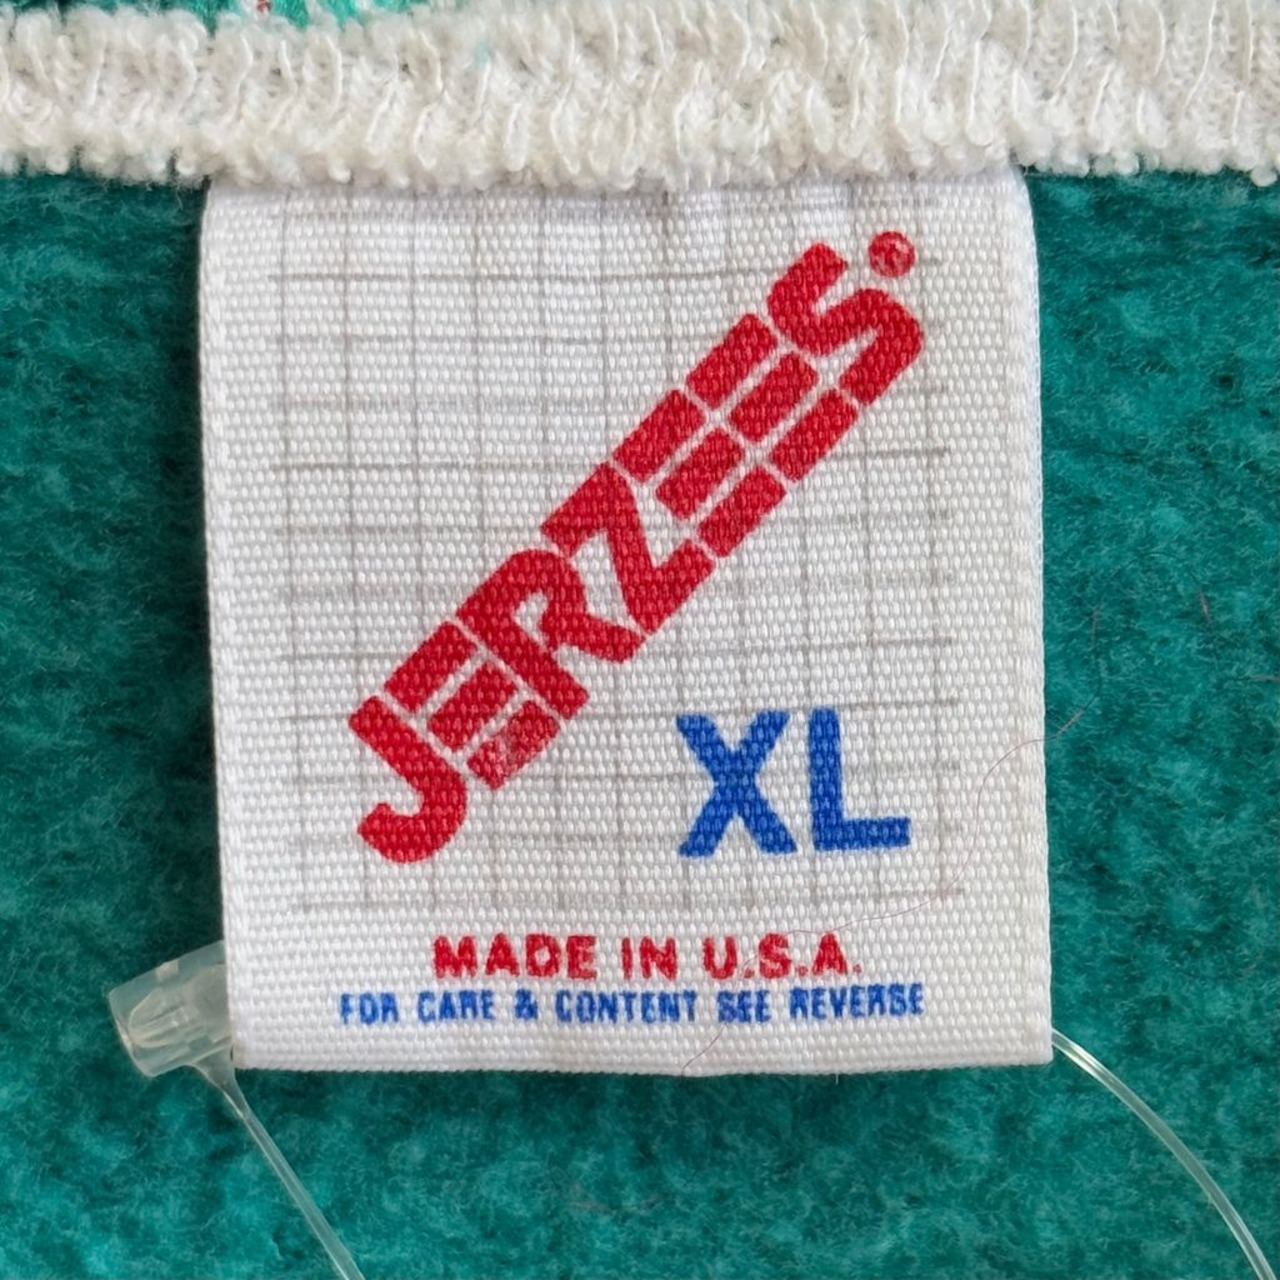 JERZEES®
XL
MADE IN U.S.A.
FOR CARE & CONTENT SEE REVERSE